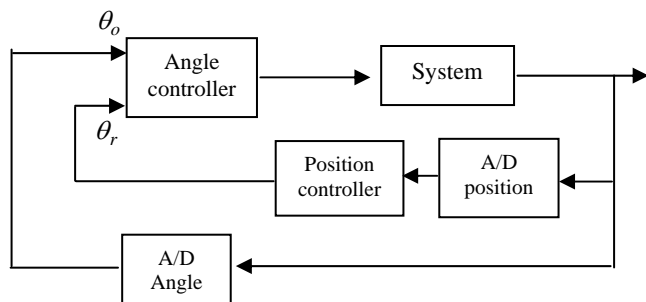 θo
Angle
controller
System
θr
Position
controller
A/D
position
A/D
Angle